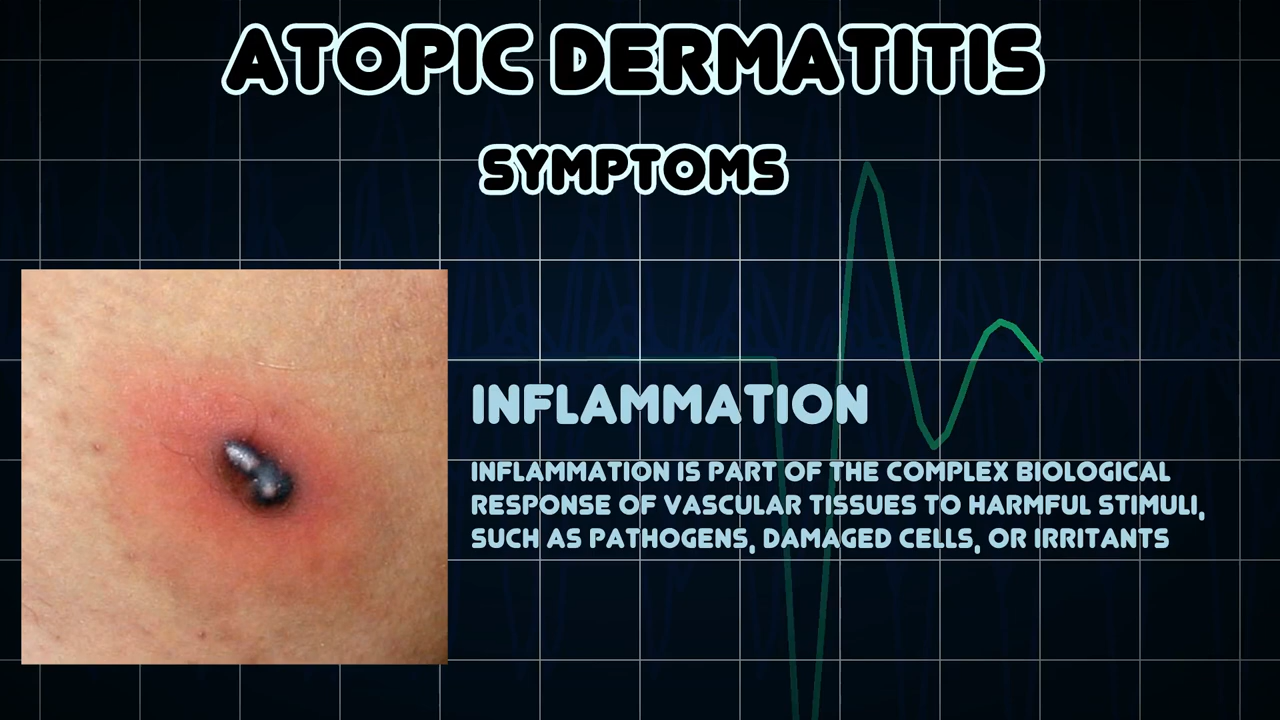 ATOPIC DERMATITIS
SYMPTOMS
INFLAMMATION
INFLAMMATION IS PART OF THE COMPLEX BIOLOGICAL
RESPONSE OF VASCULAR TISSUES TO HARMFUL STIMULI,
SUCH AS PATHOGENS, DAMAGED CELLS, OR IRRITANTS